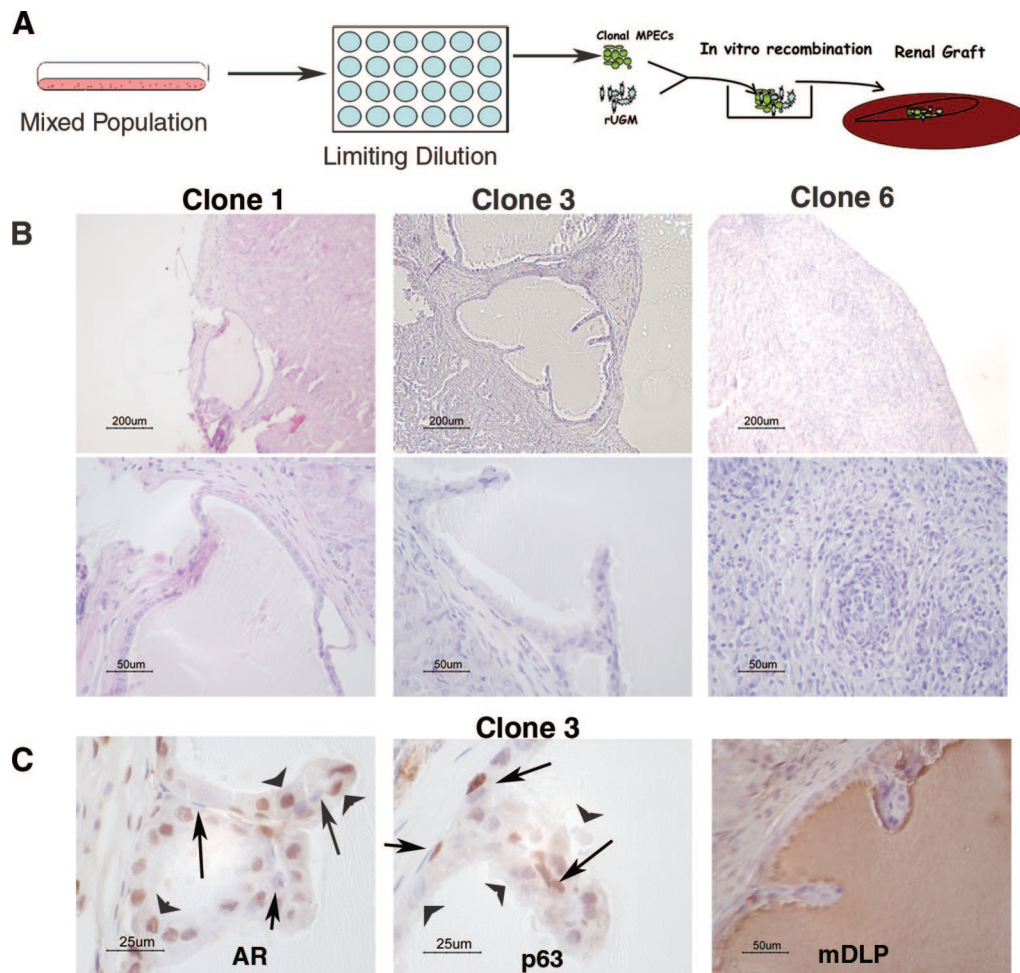 A
Mixed Population
Limiting Dilution
Clonal MPECs
rUGM
In vitro recombination
Renal Graft
B
Clone 1
Clone 3
Clone 6
200um
200um
200um
50um
50um
50um
C
Clone 3
25um
AR
25um
p63
50um
mDLP